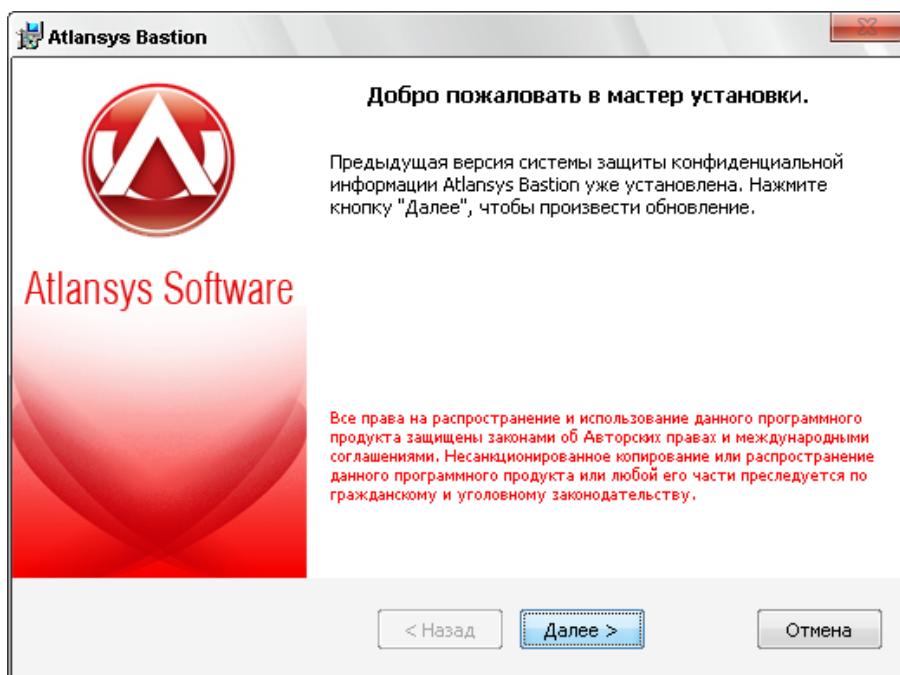 Atlansys Bastion
Добро пожаловать в мастер установки.
Предыдущая версия системы защиты конфиденциальной
информации Atlansys Bastion уже установлена. Нажмите
кнопку "Далее", чтобы произвести обновление.
Atlansys Software
Все права на распространение и использование данного программного
продукта защищены законами об Авторских правах и международными
соглашениями. Несанкционированное копирование или распространение
данного программного продукта или любой его части преследуется по
гражданскому и уголовному законодательству.
< Назад
Далее >
Отмена